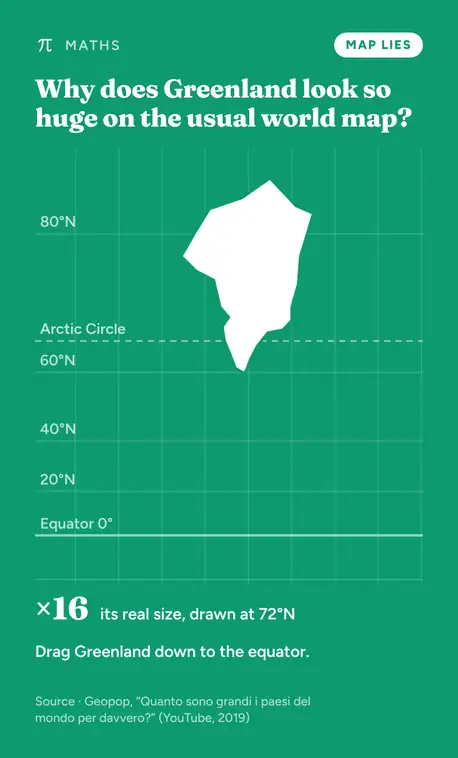 π MATHS
MAP LIES
Why does Greenland look so
huge on the usual world map?
80°N
Arctic Circle
60°N
40°N
20°N
Equator 0°
×16 its real size, drawn at 72°N
Drag Greenland down to the equator.
Source · Geopop, “Quanto sono grandi i paesi del
mondo per davvero?” (YouTube, 2019)